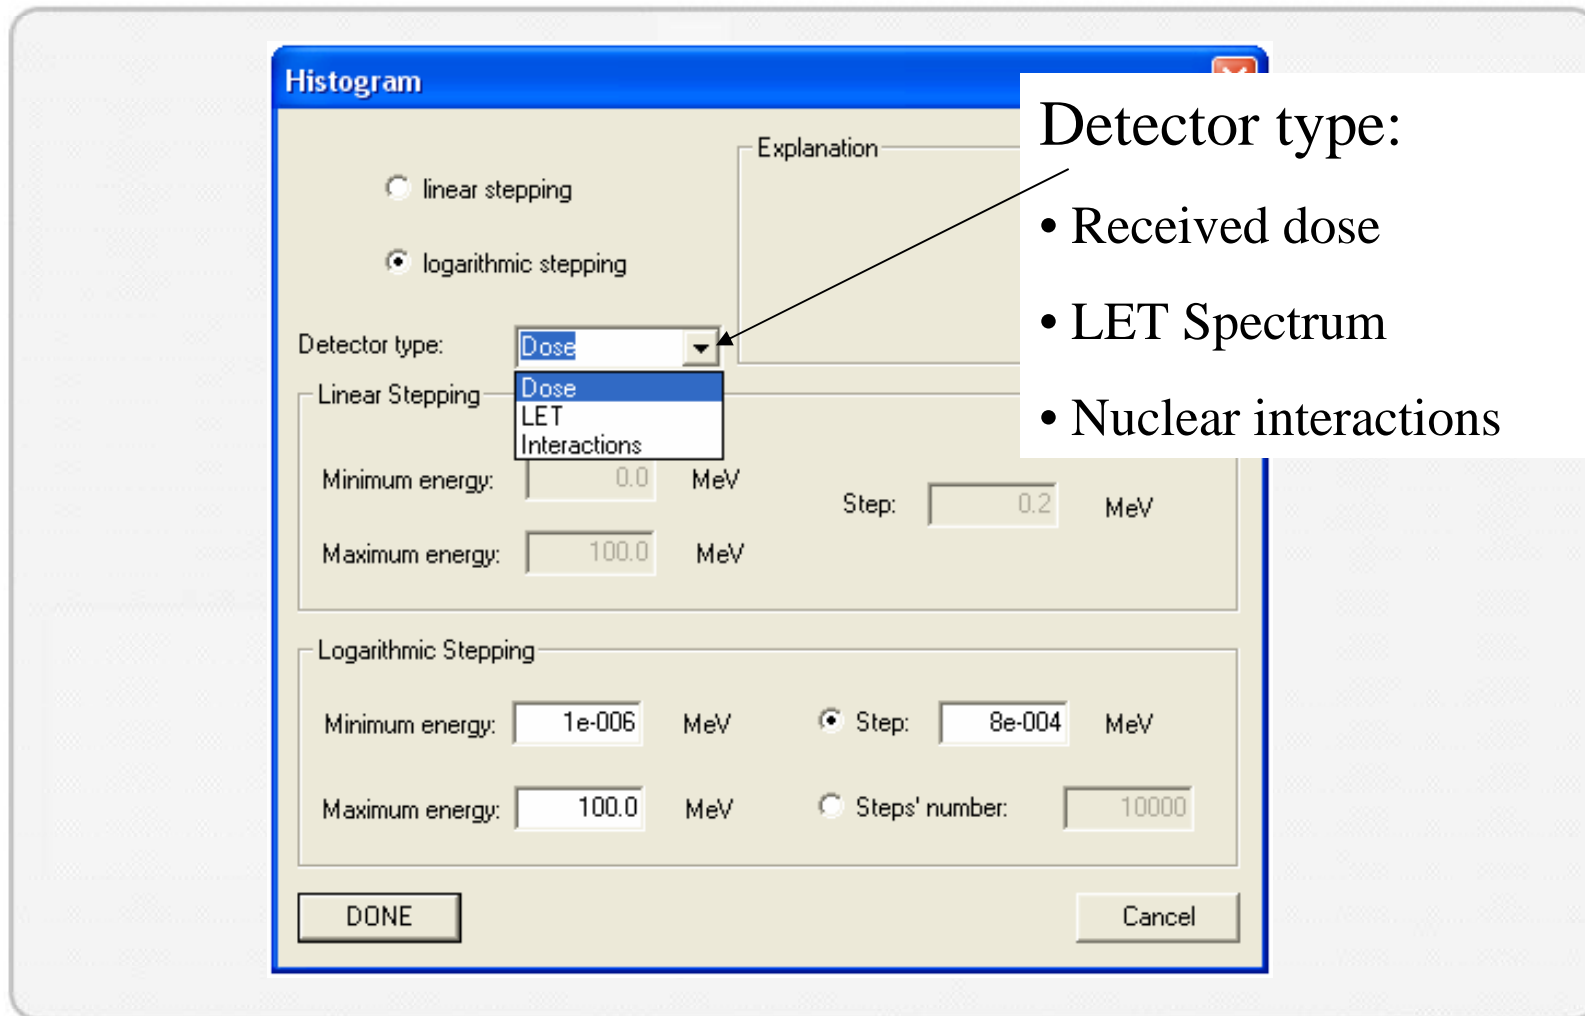 Histogram
Detector type:
• Received dose
• LET Spectrum
• Nuclear interactions
Explanation
linear stepping
logarithmic stepping
Detector type: Dose
Dose
LET
Interactions
Linear Stepping
Minimum energy: 0.0 MeV
Step: 0.2 MeV
Maximum energy: 100.0 MeV
Logarithmic Stepping
Minimum energy: 1e-006 MeV Step: 8e-004 MeV
Maximum energy: 100.0 MeV Steps' number: 10000
DONE Cancel